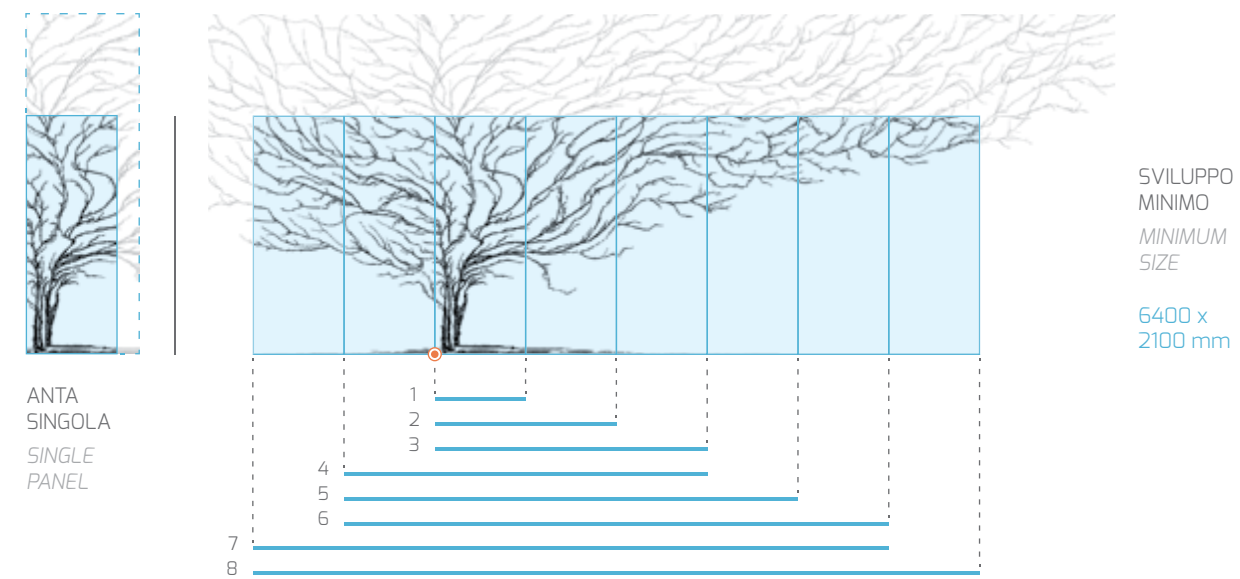 ANTA
SINGOLA
SINGLE
PANEL
1
2
3
4
5
6
7
8
SVILUPPO
MINIMO
MINIMUM
SIZE
6400 x
2100 mm